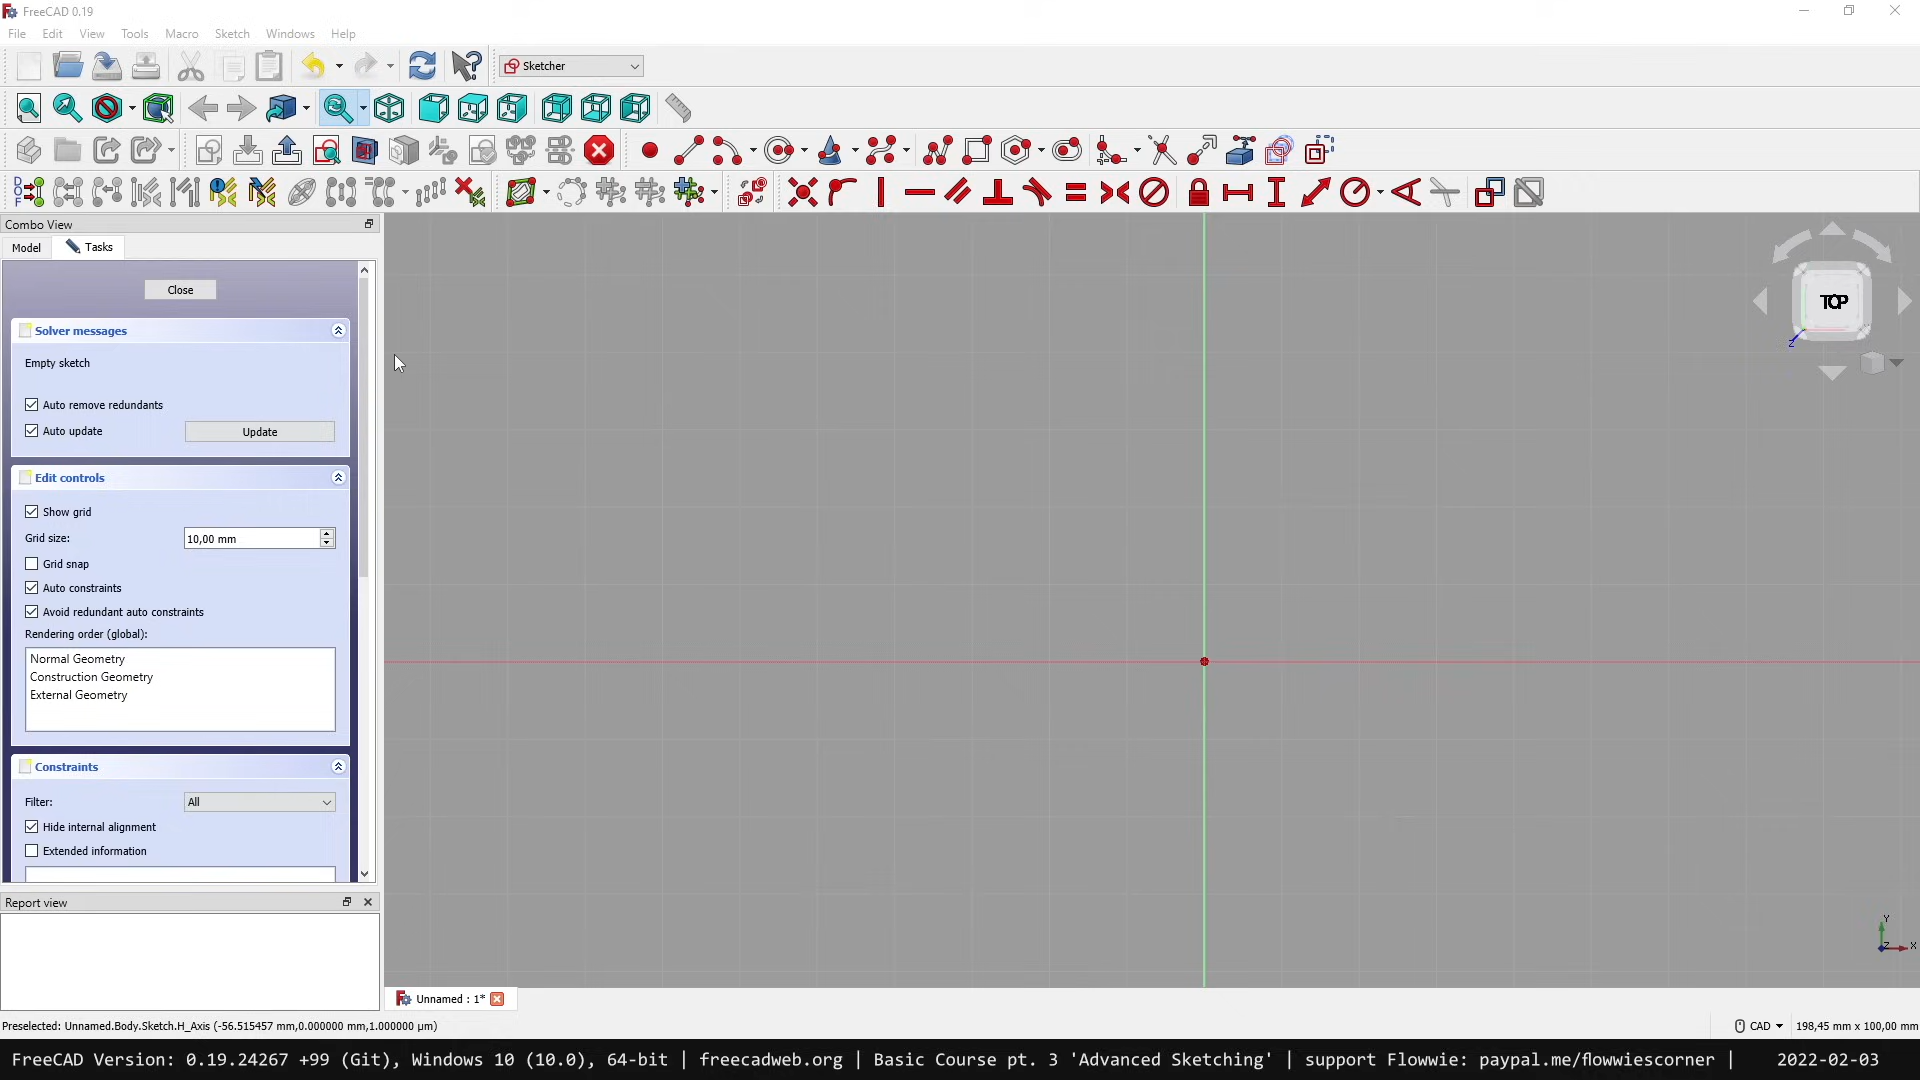 FreeCAD 0.19
File Edit View Tools Macro Sketch Windows Help
Sketcher
Combo View
Model Tasks
Close
Solver messages
Empty sketch
Auto remove redundants
Auto update Update
Edit controls
Show grid
Grid size: 10,00 mm
Grid snap
Auto constraints
Avoid redundant auto constraints
Rendering order (global):
Normal Geometry
Construction Geometry
External Geometry
Constraints
Filter: All
Hide internal alignment
Extended information
Report view
TOP
Z
Y
Z X
Unnamed : 1*
Preselected: Unnamed.Body.Sketch.H_Axis (-56.515457 mm,0.000000 mm,1.000000 µm)
CAD 198,45 mm x 100,00 mm
FreeCAD Version: 0.19.24267 +99 (Git), Windows 10 (10.0), 64-bit | freecadweb.org | Basic Course pt. 3 'Advanced Sketching' | support Flowwie: paypal.me/flowwiescorner | 2022-02-03